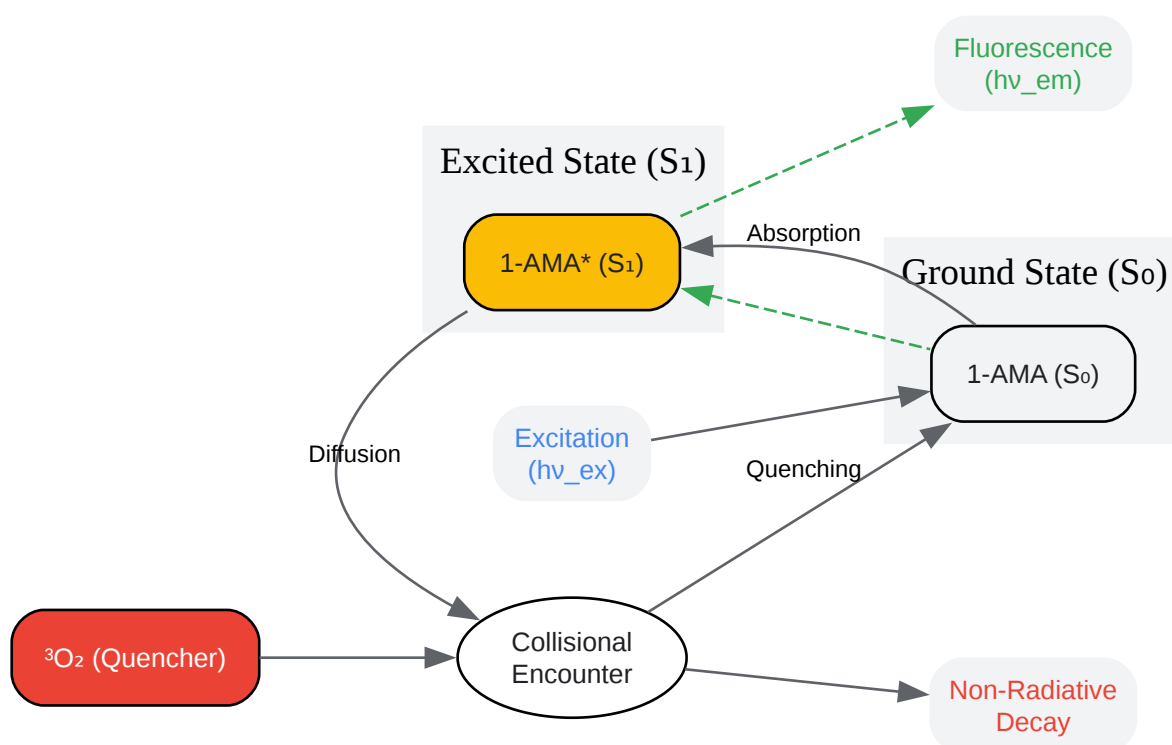 Fluorescence
(hν_em)
Excited State (S₁)
1-AMA* (S₁)
Absorption
Ground State (S₀)
1-AMA (S₀)
Excitation
(hν_ex)
Diffusion
Quenching
³O₂ (Quencher)
Collisional
Encounter
Non-Radiative
Decay